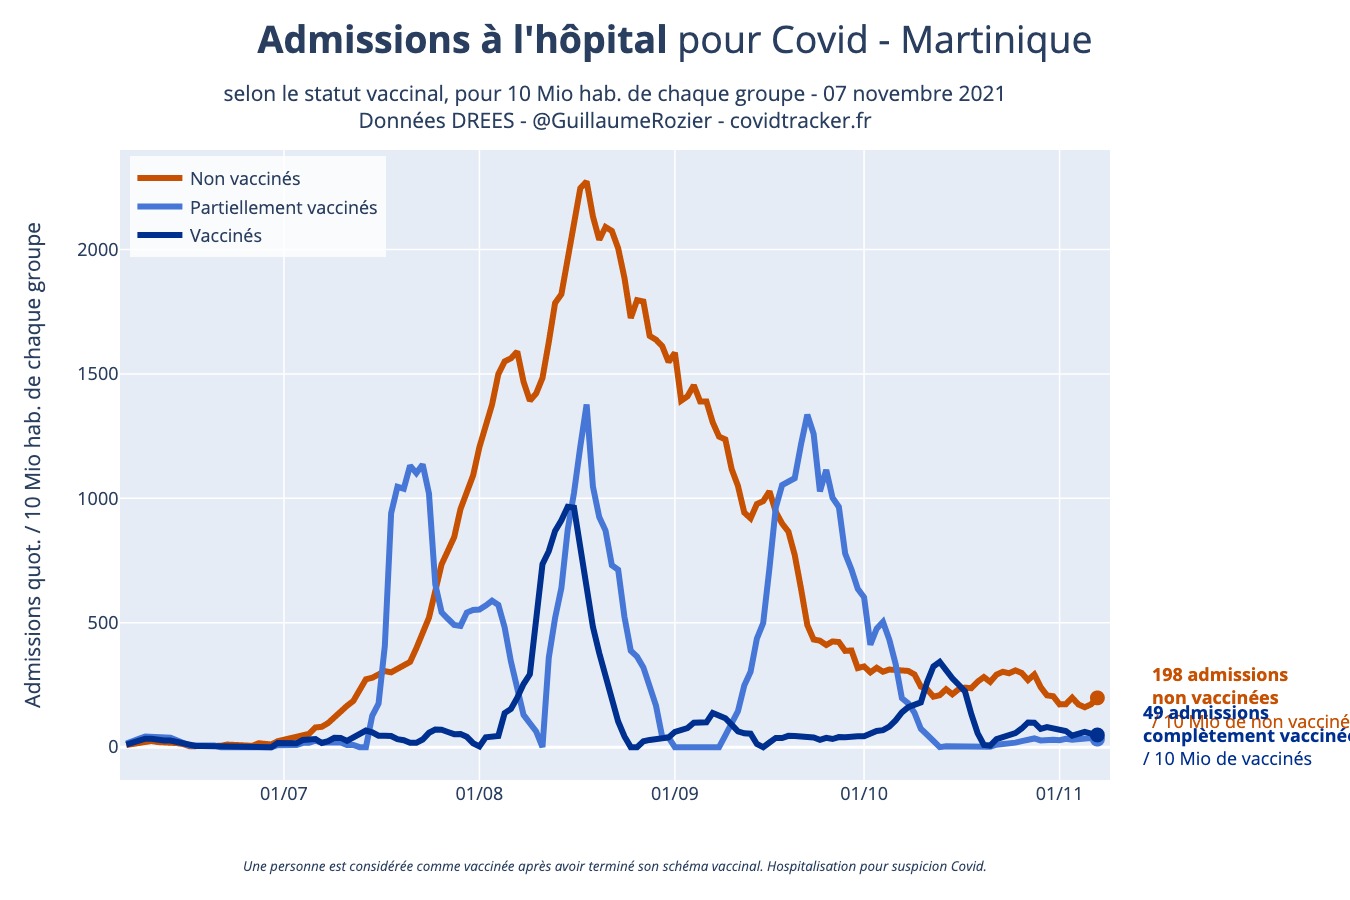 Admissions à l'hôpital pour Covid - Martinique
selon le statut vaccinal, pour 10 Mio hab. de chaque groupe - 07 novembre 2021
Données DREES - @GuillaumeRozier - covidtracker.fr
Admissions quot. / 10 Mio hab. de chaque groupe
Non vaccinés
Partiellement vaccinés
Vaccinés
2000
1500
1000
500
0
01/07
01/08
01/09
01/10
01/11
198 admissions
non vaccinées
/ 10 Mio de non vacciné
49 admissions
complètement vacciné
/ 10 Mio de vaccinés
Une personne est considérée comme vaccinée après avoir terminé son schéma vaccinal. Hospitalisation pour suspicion Covid.